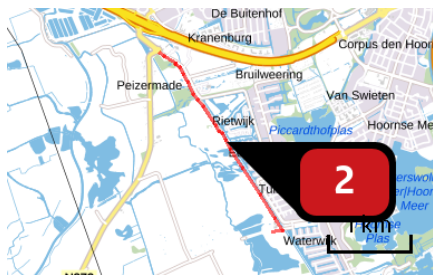 De Buitenhof
Kranenburg
Corpus den Hoorn
Bruilweering
Peizermade
Van Swieten
Rietwijk
Piccardthofplas
Hoornse Me
2
Meer
Plas
1 km
Waterwijk